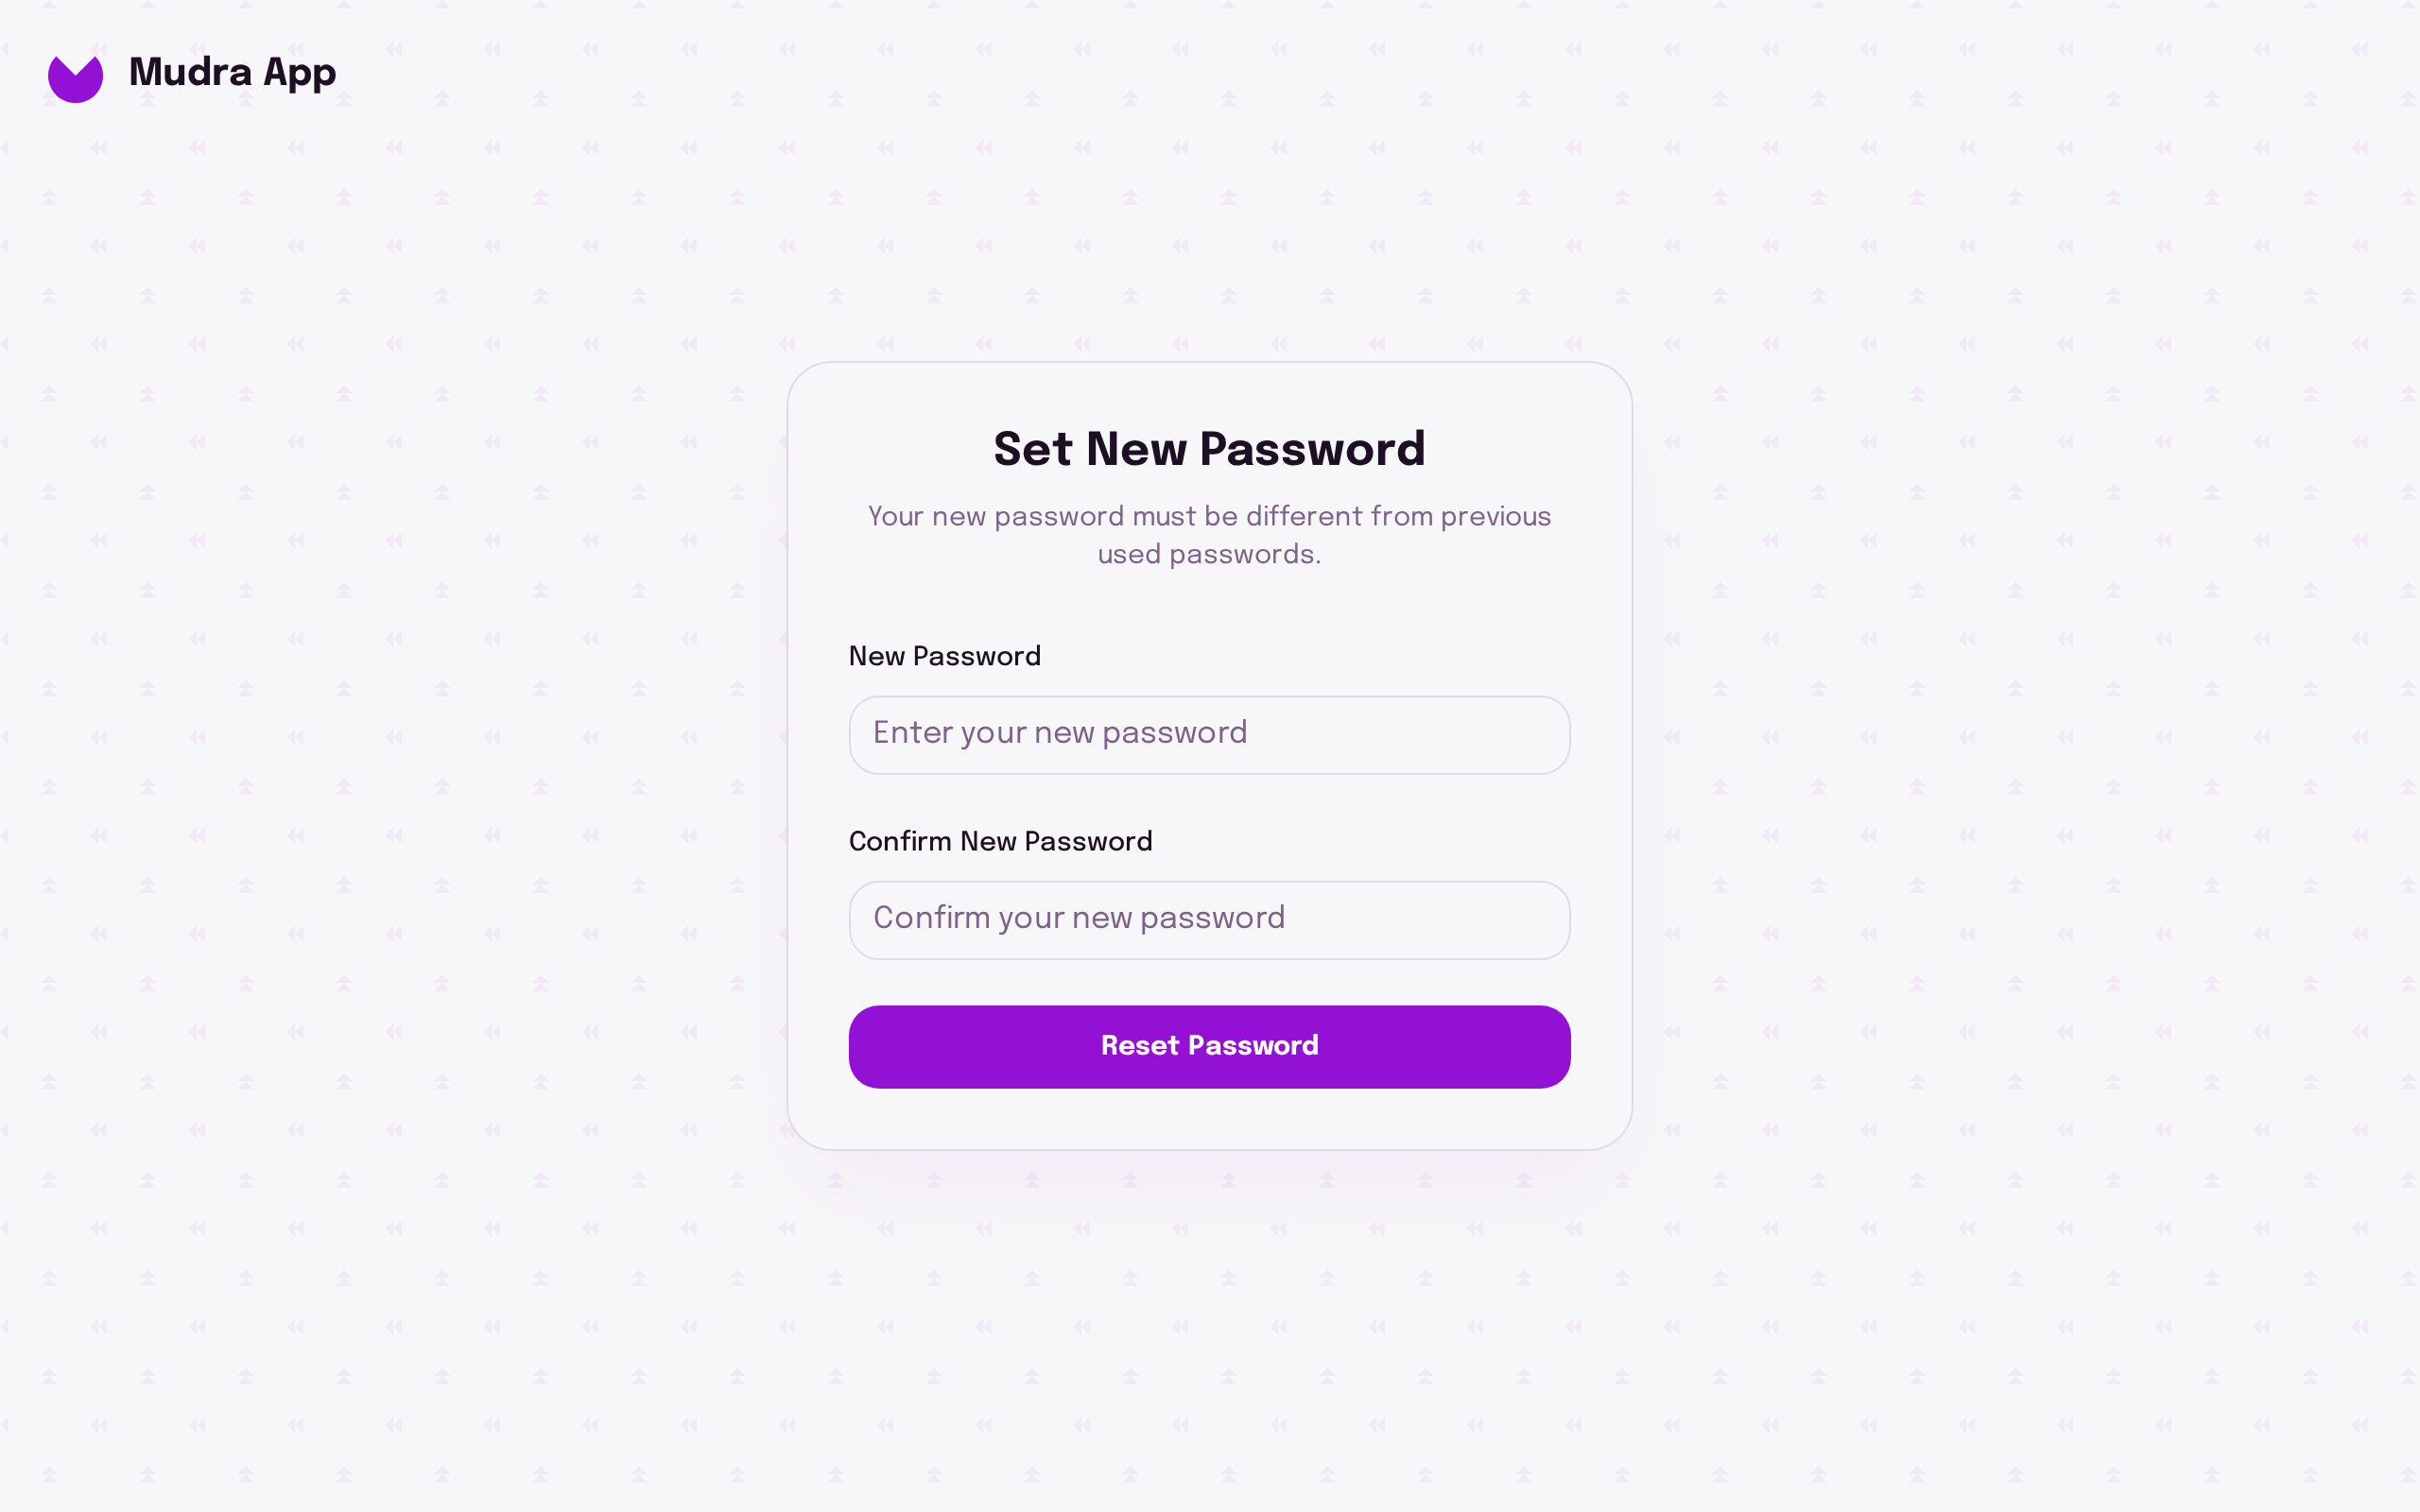 Mudra App
Set New Password
Your new password must be different from previous
used passwords.
New Password
Enter your new password
Confirm New Password
Confirm your new password
Reset Password